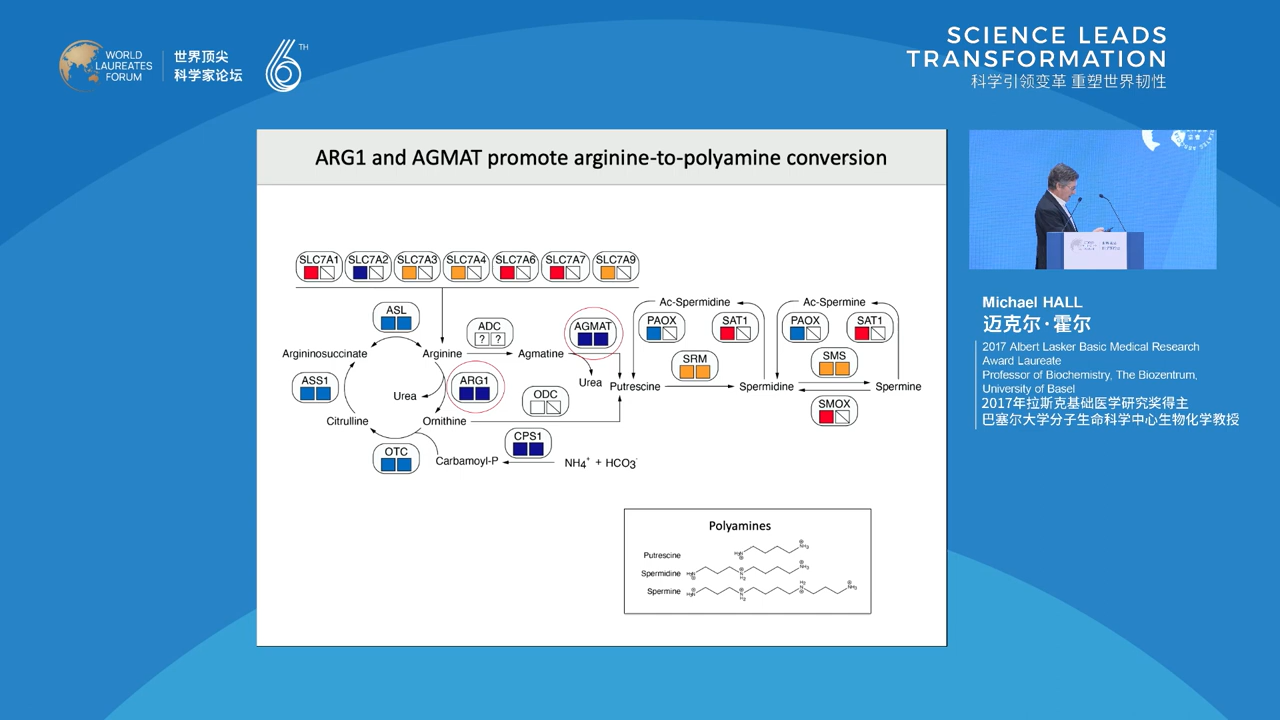 WORLD
LAUREATES
FORUM
世界顶尖
科学家论坛
6TH
SCIENCE LEADS
TRANSFORMATION
科学引领变革 重塑世界韧性
ARG1 and AGMAT promote arginine-to-polyamine conversion
SLC7A1 SLC7A2 SLC7A3 SLC7A4 SLC7A6 SLC7A7 SLC7A9
ASL
ADC
? ?
AGMAT
Ac-Spermidine
PAOX
SAT1
Ac-Spermine
PAOX
SAT1
Argininosuccinate
Arginine
Agmatine
SRM
SMS
ASS1
Urea
ARG1
Urea
Putrescine
Spermidine
Spermine
ODC
SMOX
Citrulline
Ornithine
OTC
CPS1
Carbamoyl-P
NH4+ + HCO3-
Polyamines
Putrescine
Spermidine
Spermine
Michael HALL
迈克尔·霍尔
2017 Albert Lasker Basic Medical Research
Award Laureate
Professor of Biochemistry, The Biozentrum,
University of Basel
2017年拉斯克基础医学研究奖得主
巴塞尔大学分子生命科学中心生物化学教授